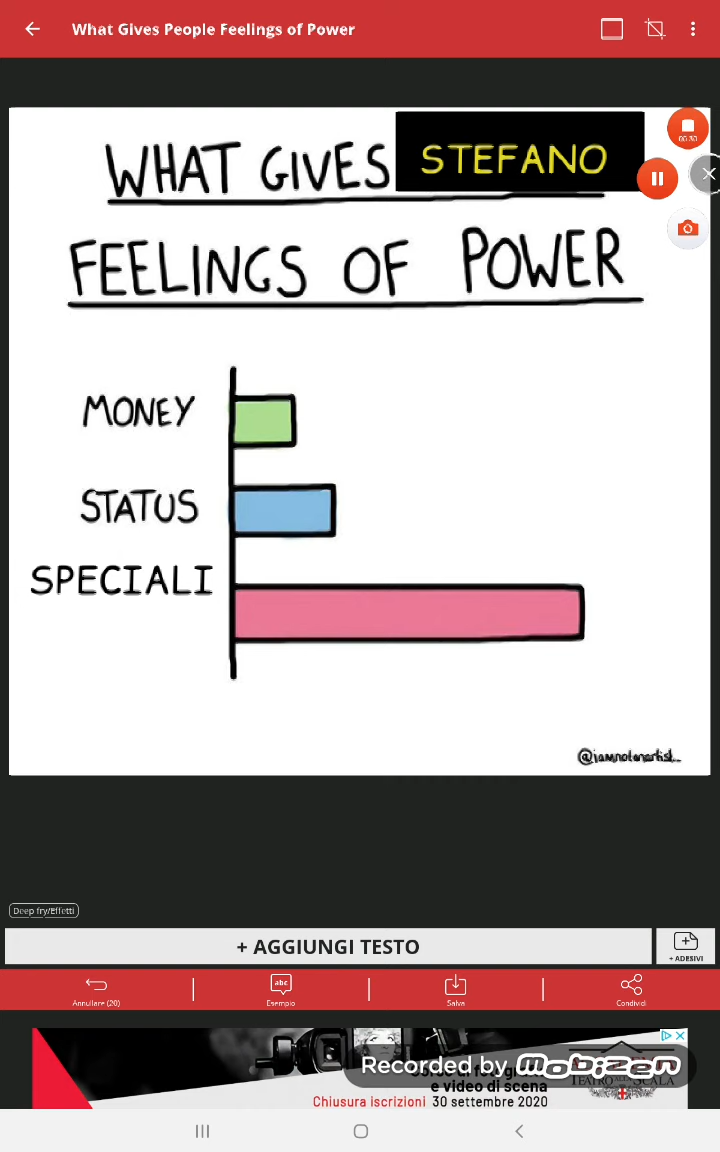 What Gives People Feelings of Power
WHAT GIVES STEFANO
FEELINGS OF POWER
MONEY
STATUS
SPECIALI
Deep fry/Effetti
+ AGGIUNGI TESTO
+ ADESIVI
abc
Annullare (20)
Esempio
Salva
Condividi
Recorded by MOBIZEN
e video di scena
TEATRO ALLA SCALA
Chiusura iscrizioni 30 settembre 2020